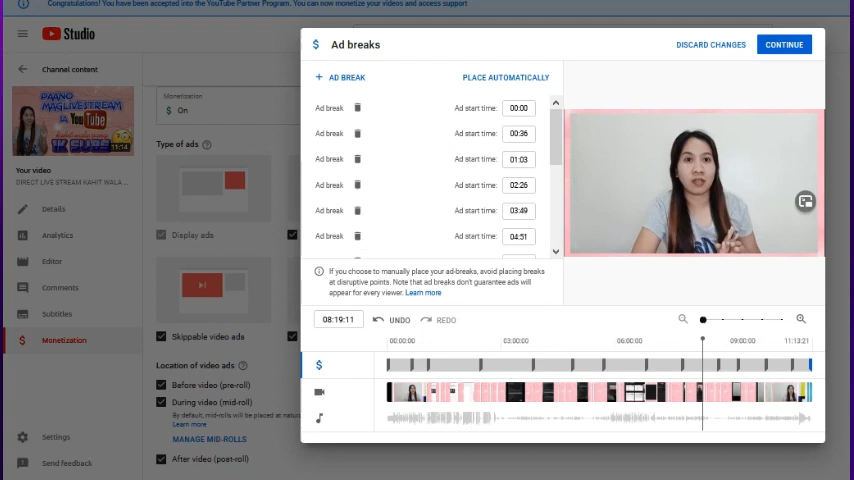 Congratulations! You have been accepted into the YouTube Partner Program. You can now monetize your videos and access support
Studio
Channel content
PAANO
MAGLIVESTREAM
sa YouTube
1K SUBS
11:14
Your video
DIRECT LIVE STREAM KAHIT WALA...
Details
Analytics
Editor
Comments
Subtitles
Monetization
Settings
Send feedback
Monetization
On
Type of ads
Display ads
Skippable video ads
Location of video ads
Before video (pre-roll)
During video (mid-roll)
By default, mid-rolls will be placed at natur
Learn more
MANAGE MID-ROLLS
After video (post-roll)
Ad breaks
DISCARD CHANGES
CONTINUE
+ AD BREAK
PLACE AUTOMATICALLY
Ad break Ad start time: 00:00
Ad break Ad start time: 00:36
Ad break Ad start time: 01:03
Ad break Ad start time: 02:26
Ad break Ad start time: 03:49
Ad break Ad start time: 04:51
If you choose to manually place your ad-breaks, avoid placing breaks
at disruptive points. Note that ad breaks don't guarantee ads will
appear for every viewer. Learn more
08:19:11
UNDO
REDO
00:00:00
03:00:00
06:00:00
09:00:00
11:13:21